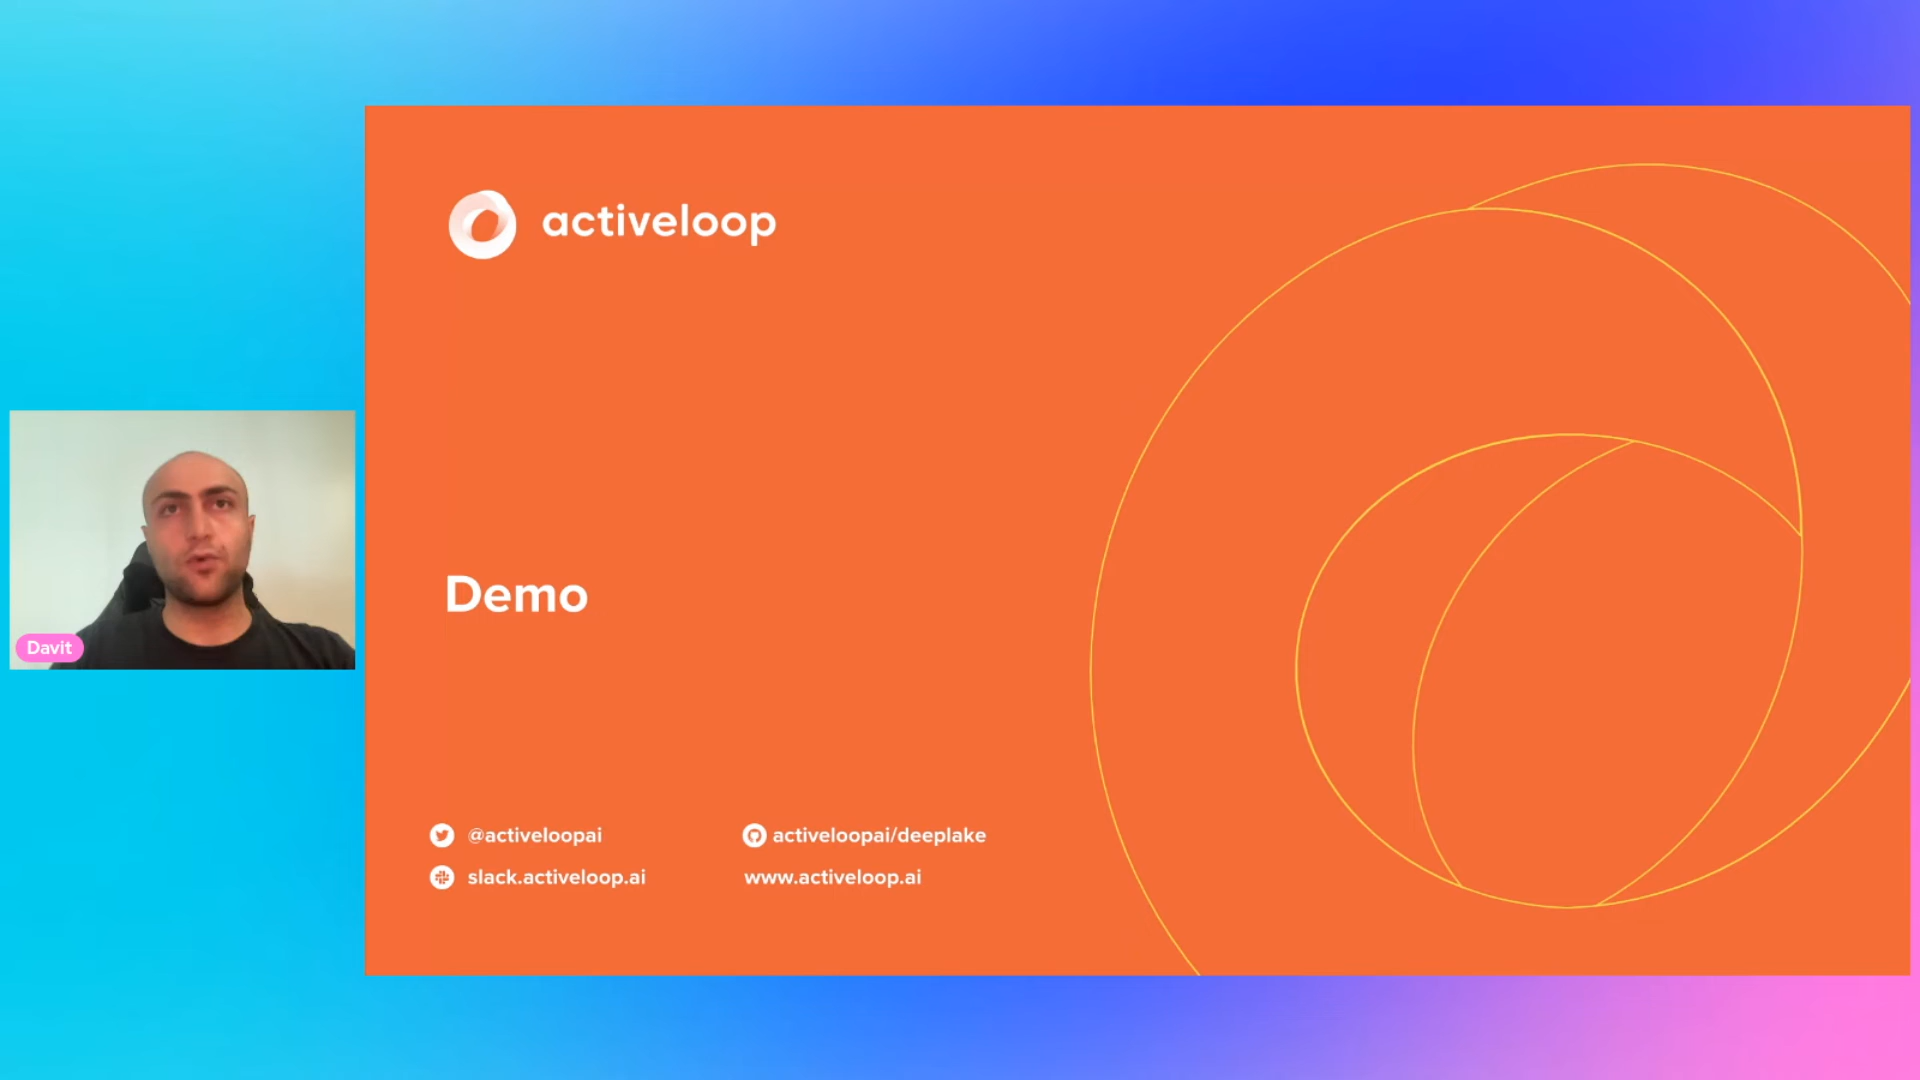 activeloop
Demo
Davit
@activeloopai
activeloopai/deeplake
slack.activeloop.ai
www.activeloop.ai